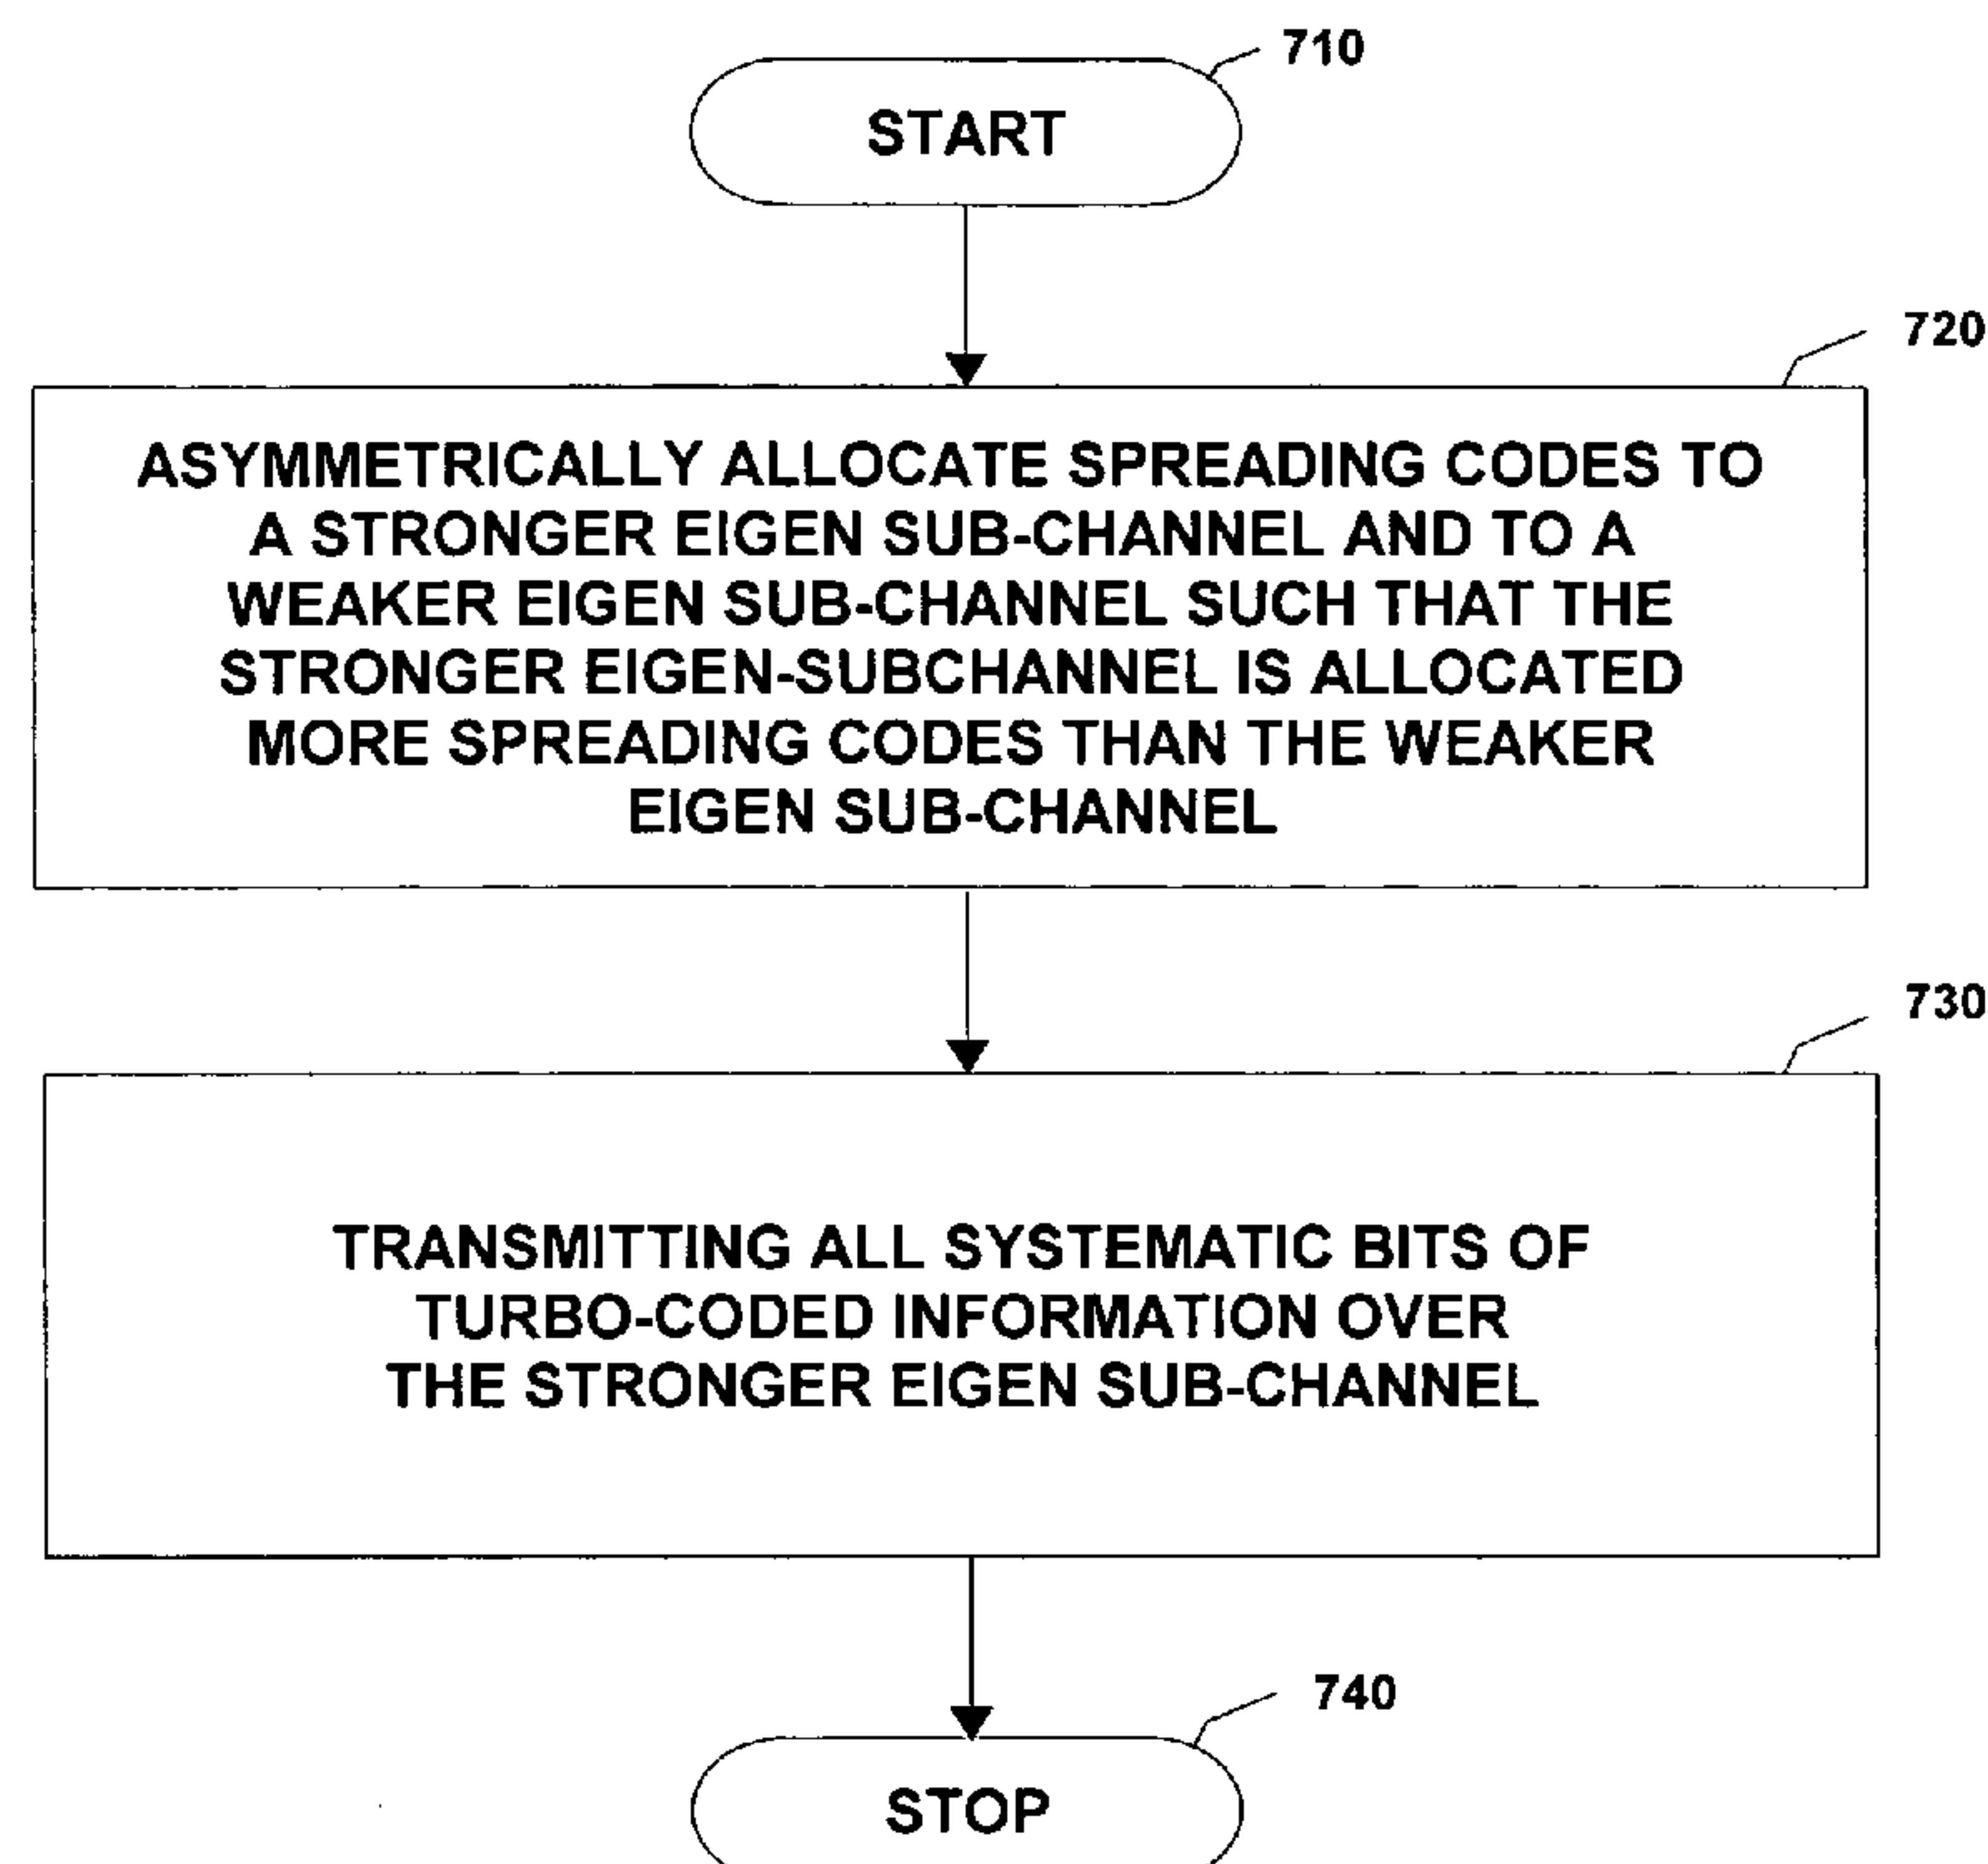 710
START
720
ASYMMETRICALLY ALLOCATE SPREADING CODES TO
A STRONGER EIGEN SUB-CHANNEL AND TO A
WEAKER EIGEN SUB-CHANNEL SUCH THAT THE
STRONGER EIGEN-SUBCHANNEL IS ALLOCATED
MORE SPREADING CODES THAN THE WEAKER
EIGEN SUB-CHANNEL
730
TRANSMITTING ALL SYSTEMATIC BITS OF
TURBO-CODED INFORMATION OVER
THE STRONGER EIGEN SUB-CHANNEL
740
STOP